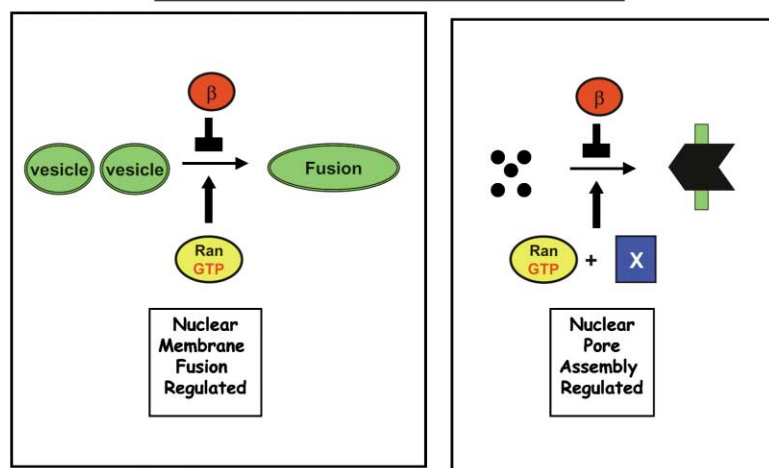 β
vesicle vesicle
Fusion
Ran
GTP
Nuclear
Membrane
Fusion
Regulated
β
Ran
GTP
+
X
Nuclear
Pore
Assembly
Regulated